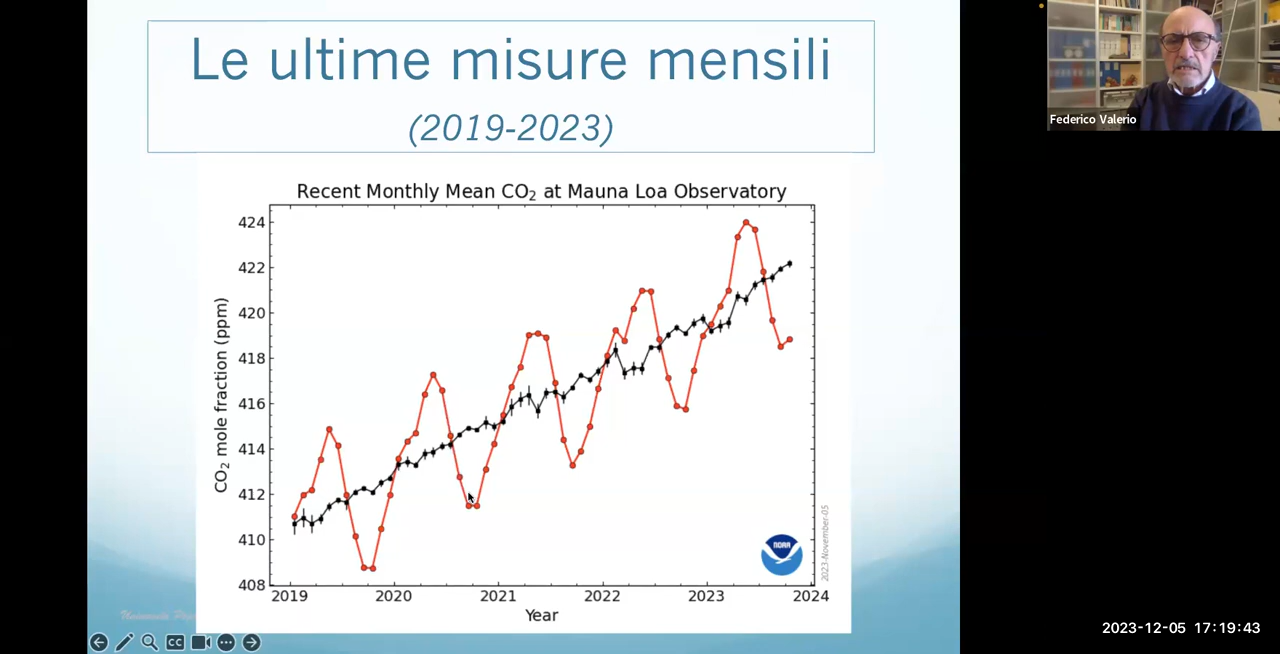 Le ultime misure mensili
(2019-2023)
Federico Valerio
Recent Monthly Mean CO₂ at Mauna Loa Observatory
424
422
420
418
416
414
412
410
408
CO₂ mole fraction (ppm)
2019 2020 2021 2022 2023 2024
Year
NOAA
2023-November-05
CC
2023-12-05 17:19:43